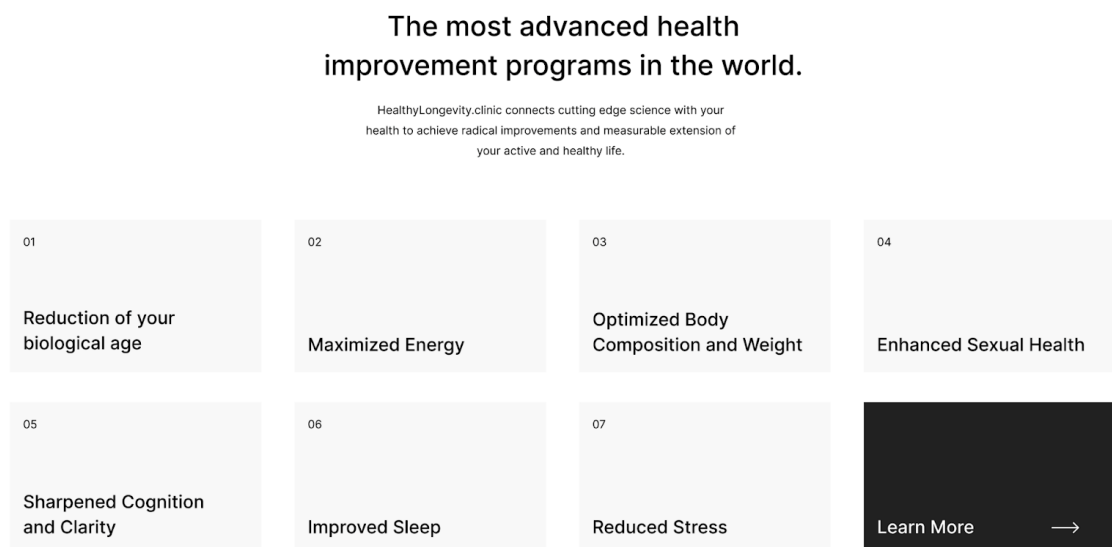 The most advanced health
improvement programs in the world.
HealthyLongevity.clinic connects cutting edge science with your
health to achieve radical improvements and measurable extension of
your active and healthy life.
01
Reduction of your
biological age
02
Maximized Energy
03
Optimized Body
Composition and Weight
04
Enhanced Sexual Health
05
Sharpened Cognition
and Clarity
06
Improved Sleep
07
Reduced Stress
Learn More